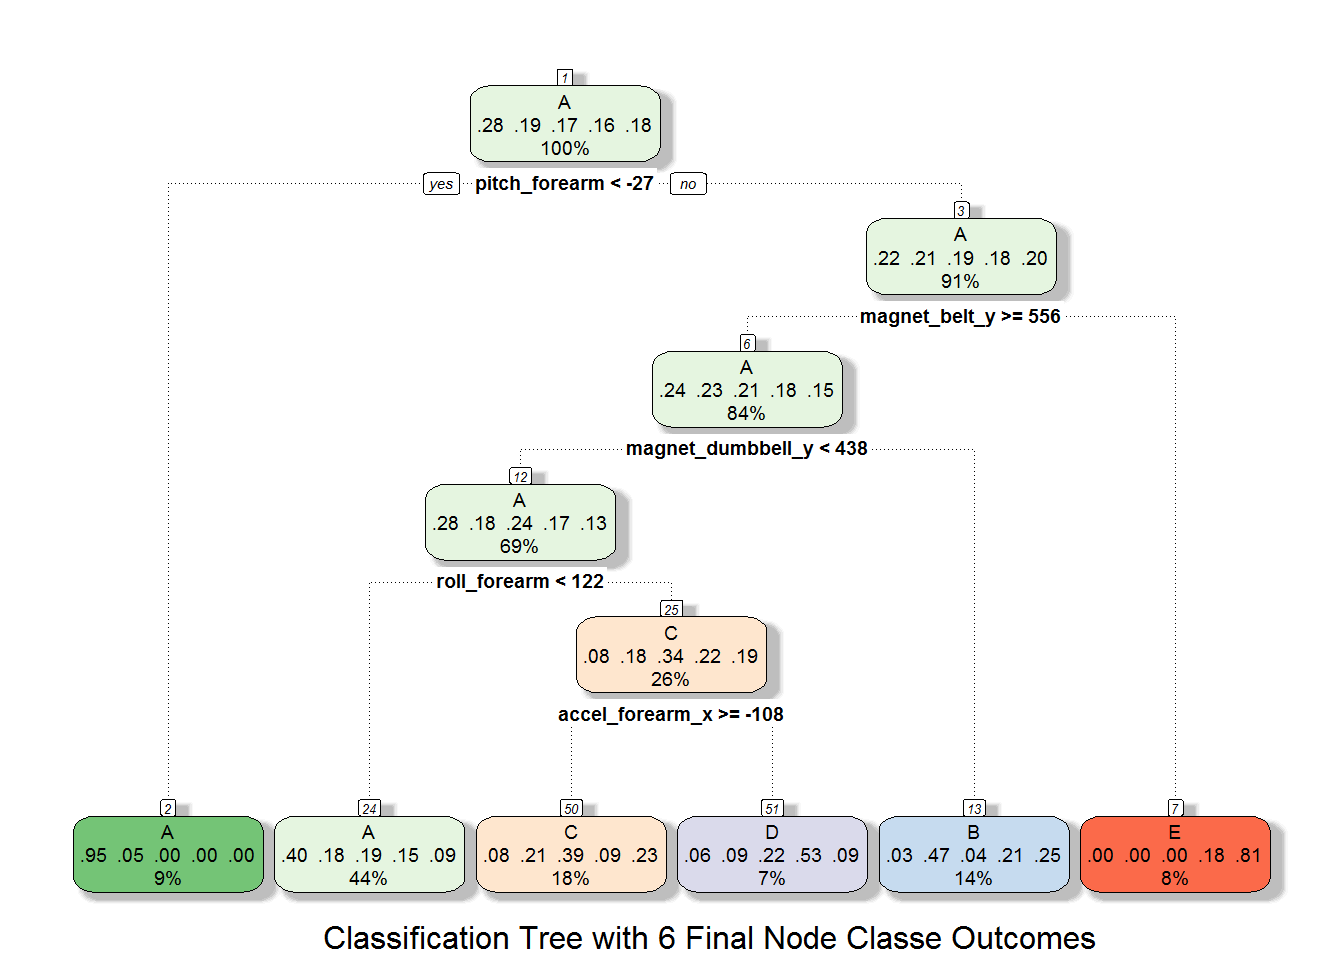 1
A
.28 .19 .17 .16 .18
100%
yes pitch_forearm < -27 no
3
A
.22 .21 .19 .18 .20
91%
magnet_belt_y >= 556
6
A
.24 .23 .21 .18 .15
84%
magnet_dumbbell_y < 438
12
A
.28 .18 .24 .17 .13
69%
roll_forearm < 122
25
C
.08 .18 .34 .22 .19
26%
accel_forearm_x >= -108
2
A
.95 .05 .00 .00 .00
9%
24
A
.40 .18 .19 .15 .09
44%
50
C
.08 .21 .39 .09 .23
18%
51
D
.06 .09 .22 .53 .09
7%
13
B
.03 .47 .04 .21 .25
14%
7
E
.00 .00 .00 .18 .81
8%
Classification Tree with 6 Final Node Classe Outcomes